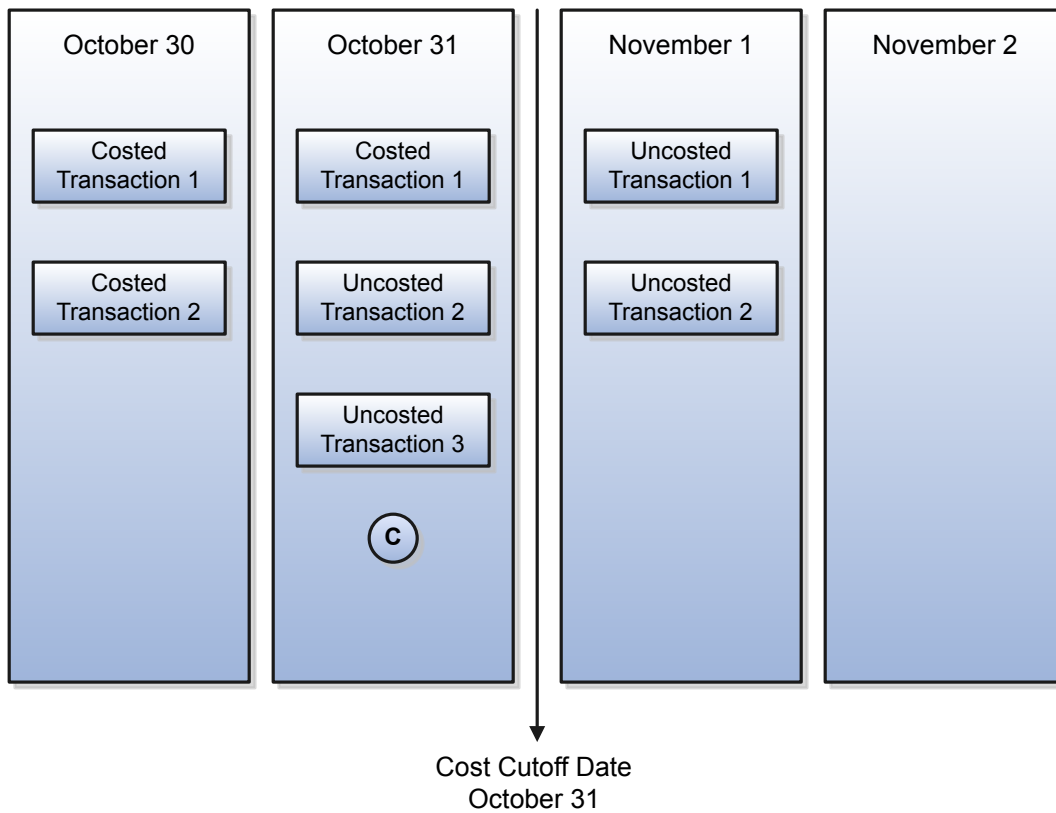 October 30
Costed
Transaction 1
Costed
Transaction 2
October 31
Costed
Transaction 1
Uncosted
Transaction 2
Uncosted
Transaction 3
C
November 1
Uncosted
Transaction 1
Uncosted
Transaction 2
November 2
Cost Cutoff Date
October 31